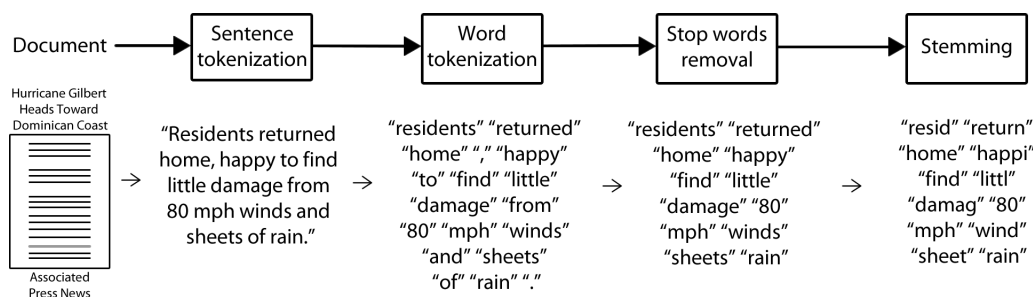 Document
Sentence
tokenization
Word
tokenization
Stop words
removal
Stemming
Hurricane Gilbert
Heads Toward
Dominican Coast
Associated
Press News
“Residents returned
home, happy to find
little damage from
80 mph winds and
sheets of rain.”
“residents” “returned”
“home” “,” “happy”
“to” “find” “little”
“damage” “from”
“80” “mph” “winds”
“and” “sheets”
“of” “rain” “.”
“residents” “returned”
“home” “happy”
“find” “little”
“damage” “80”
“mph” “winds”
“sheets” “rain”
“resid” “return”
“home” “happi”
“find” “littl”
“damag” “80”
“mph” “wind”
“sheet” “rain”